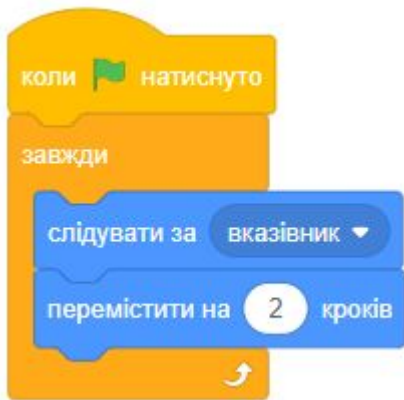 коли натиснуто
завжди
слідувати за вказівник
перемістити на 2 кроків